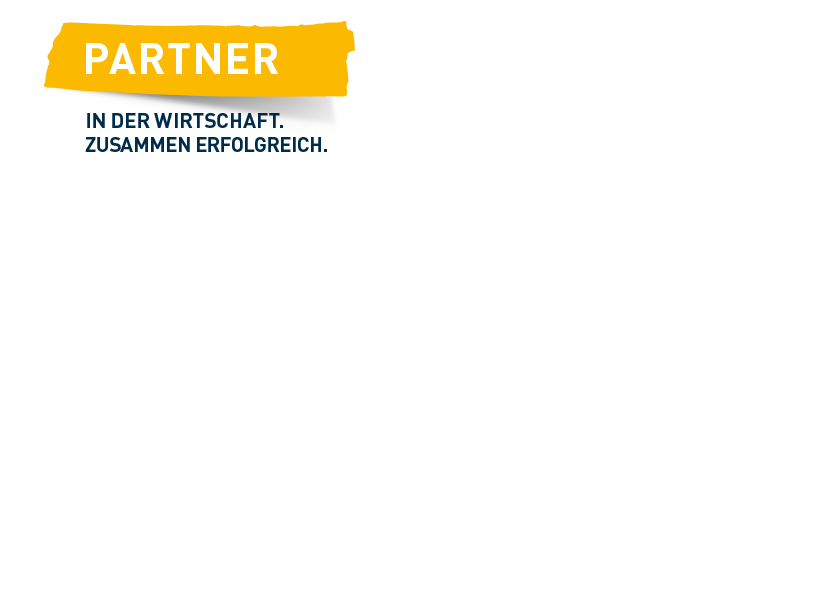 PARTNER
IN DER WIRTSCHAFT.
ZUSAMMEN ERFOLGREICH.